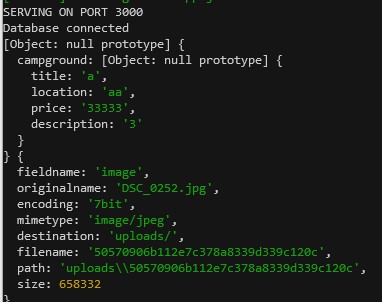 SERVING ON PORT 3000
Database connected
[Object: null prototype] {
  campground: [Object: null prototype] {
    title: 'a',
    location: 'aa',
    price: '33333',
    description: '3'
  }
} {
  fieldname: 'image',
  originalname: 'DSC_0252.jpg',
  encoding: '7bit',
  mimetype: 'image/jpeg',
  destination: 'uploads/',
  filename: '50570906b112e7c378a8339d339c120c',
  path: 'uploads\\50570906b112e7c378a8339d339c120c',
  size: 658332
}